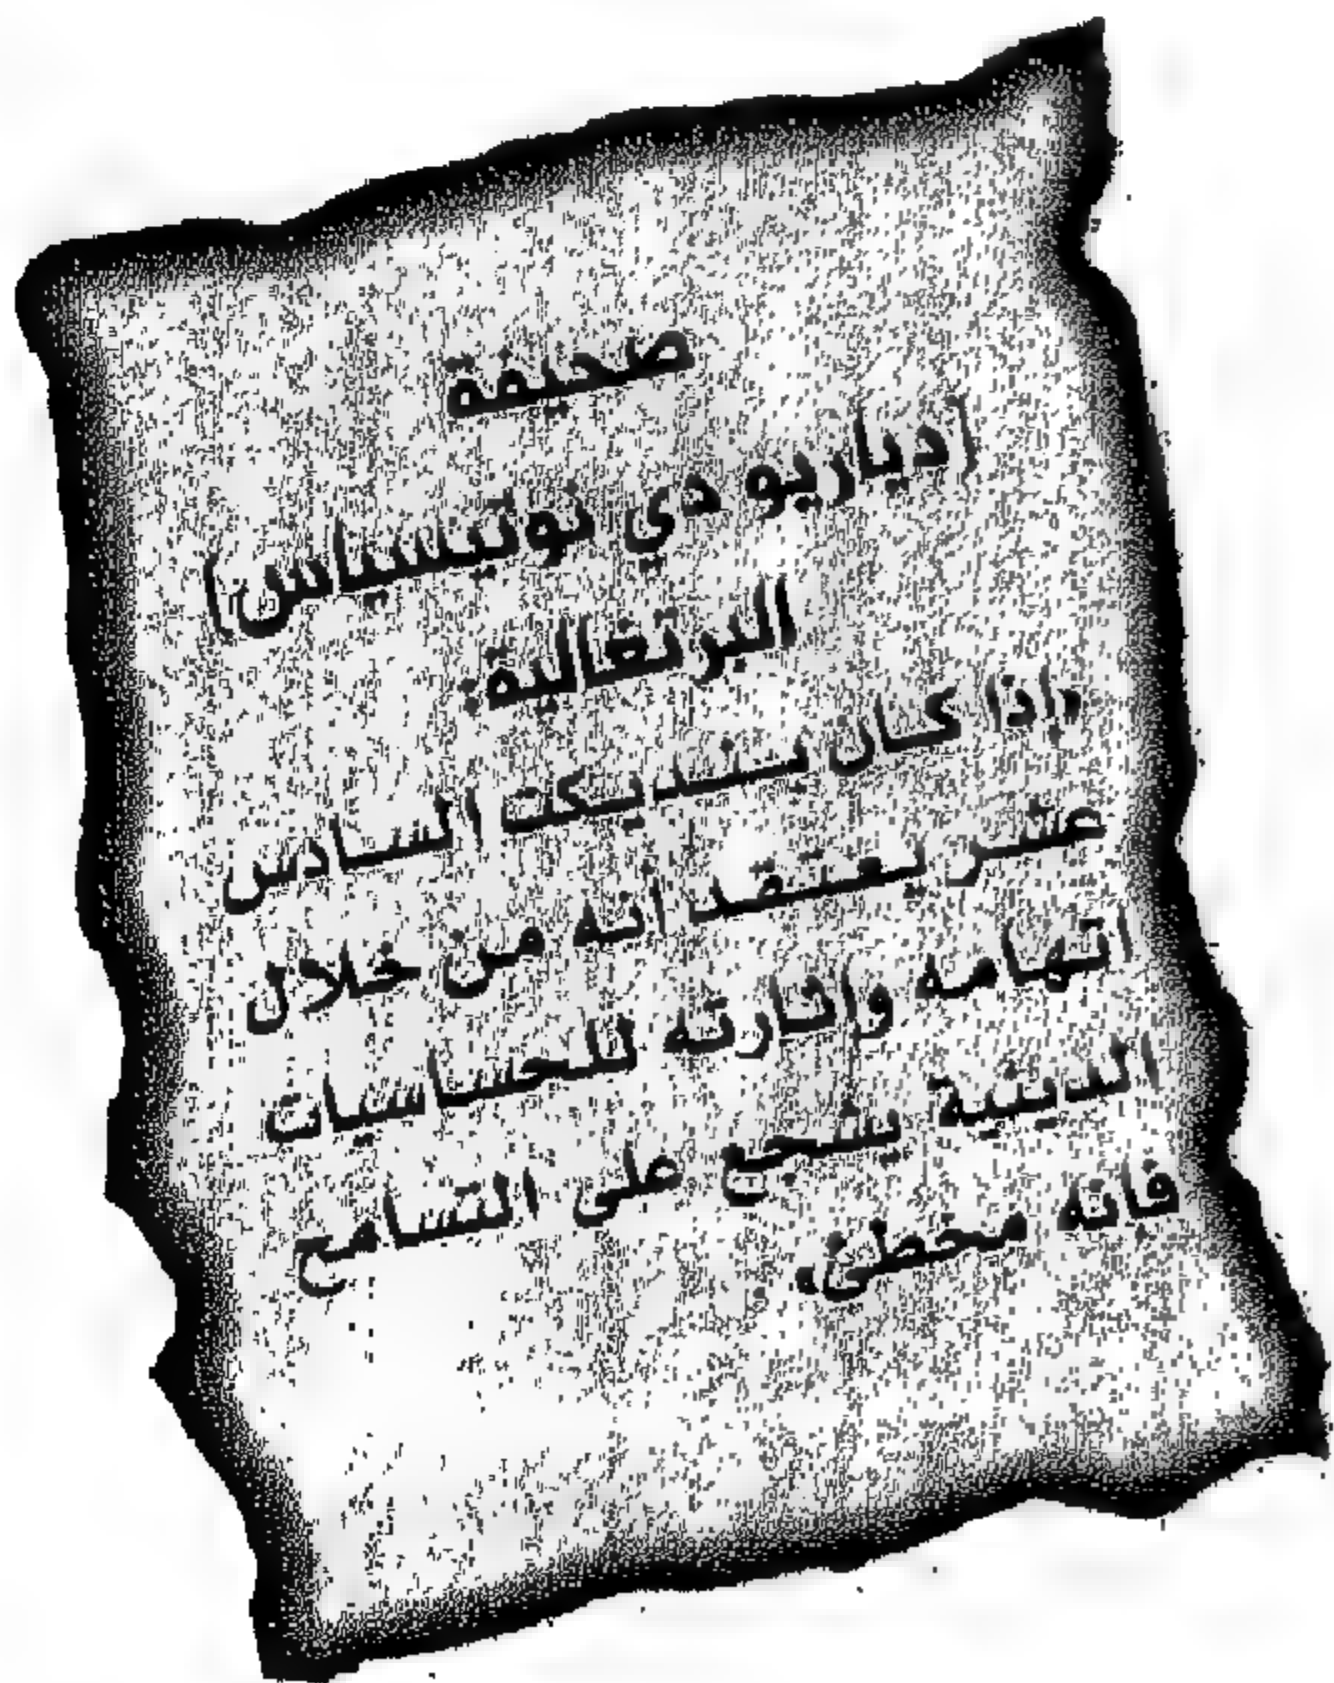 صحيفة
(دياريو دي نوتيسياس)
البرتغالية:
«إذا كان بنديكت السادس
عشر يعتقد أنه من خلال
اتهامه وإثارته للحساسيات
الدينية يشجع على التسامح
فإنه مخطئ»